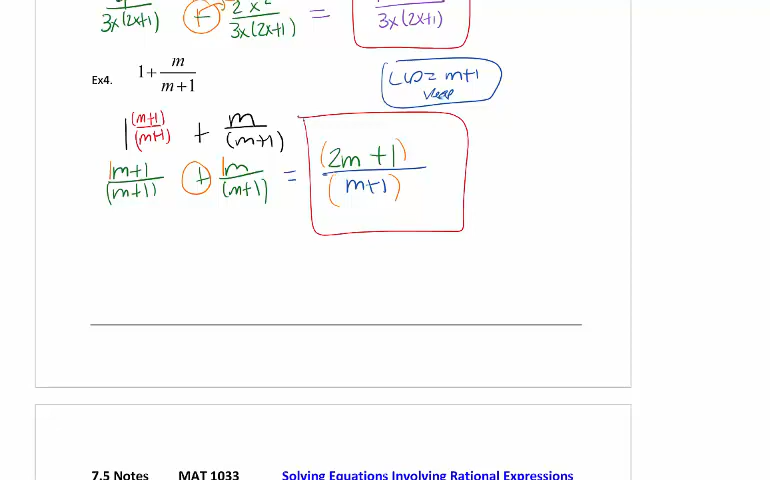 3x(2x+1) + 2x² / 3x(2x+1) = 3x(2x+1)
Ex4. 1 + m/(m+1)
LCD = m+1
1 (m+1)/(m+1) + m/(m+1)
1m+1/(m+1) + 1m/(m+1) = (2m+1)/(m+1)
7.5 Notes MAT 1033 Solving Equations Involving Rational Expressions